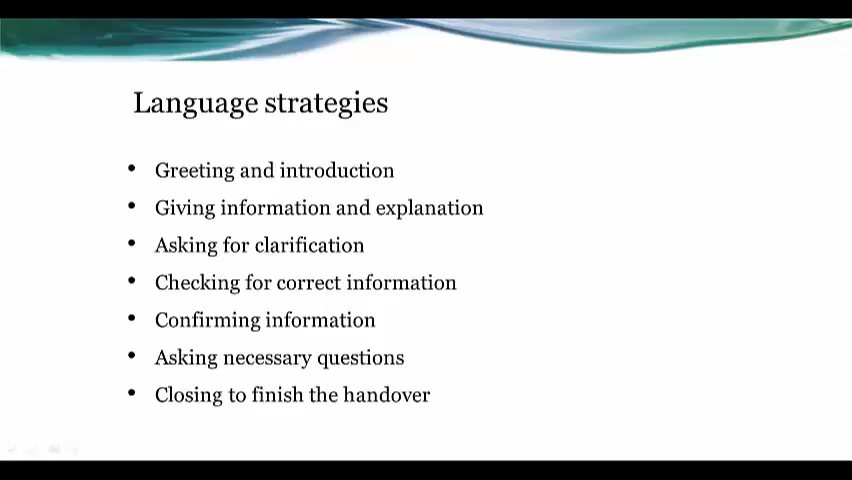 Language strategies
• Greeting and introduction
• Giving information and explanation
• Asking for clarification
• Checking for correct information
• Confirming information
• Asking necessary questions
• Closing to finish the handover